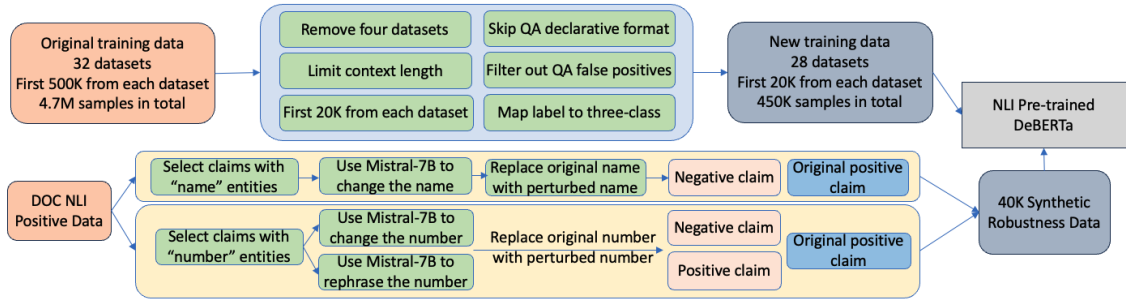 Original training data
32 datasets
First 500K from each dataset
4.7M samples in total
Remove four datasets
Skip QA declarative format
Limit context length
Filter out QA false positives
First 20K from each dataset
Map label to three-class
New training data
28 datasets
First 20K from each dataset
450K samples in total
NLI Pre-trained
DeBERTa
DOC NLI
Positive Data
Select claims with
“name” entities
Use Mistral-7B to
change the name
Replace original name
with perturbed name
Negative claim
Original positive
claim
Select claims with
“number” entities
Use Mistral-7B to
change the number
Use Mistral-7B to
rephrase the number
Replace original number
with perturbed number
Negative claim
Positive claim
Original positive
claim
40K Synthetic
Robustness Data